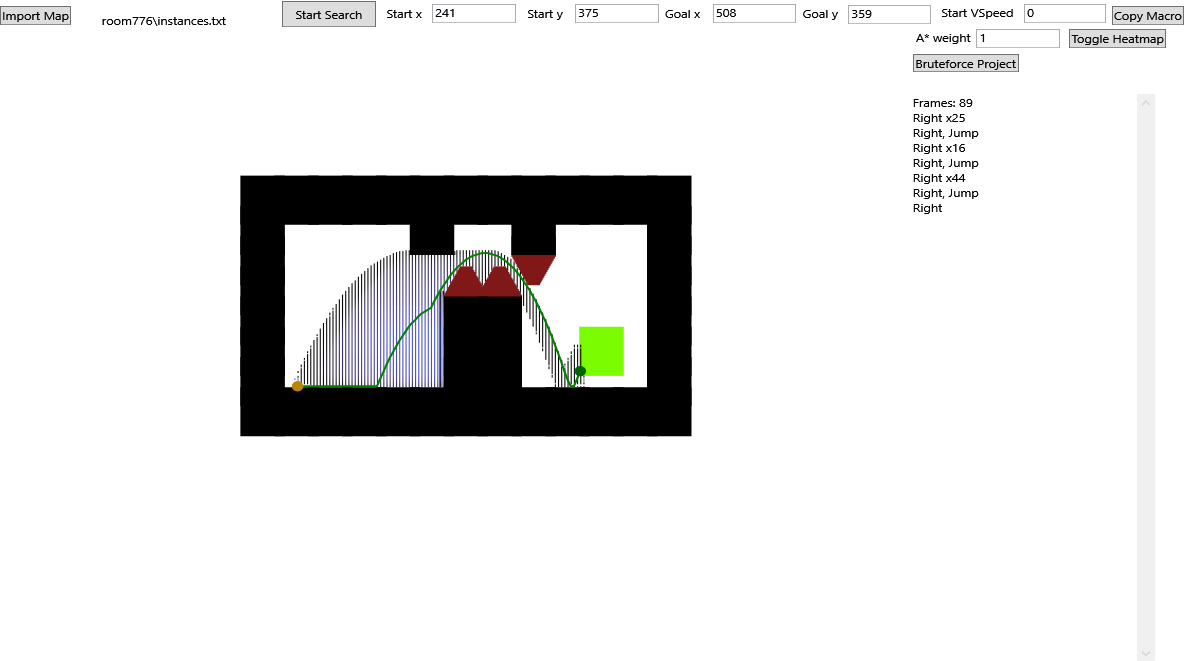 Import Map
room776\instances.txt
Start Search
Start x 241
Start y 375
Goal x 508
Goal y 359
Start VSpeed 0
Copy Macro
A* weight 1
Toggle Heatmap
Bruteforce Project
Frames: 89
Right x25
Right, Jump
Right x16
Right, Jump
Right x44
Right, Jump
Right